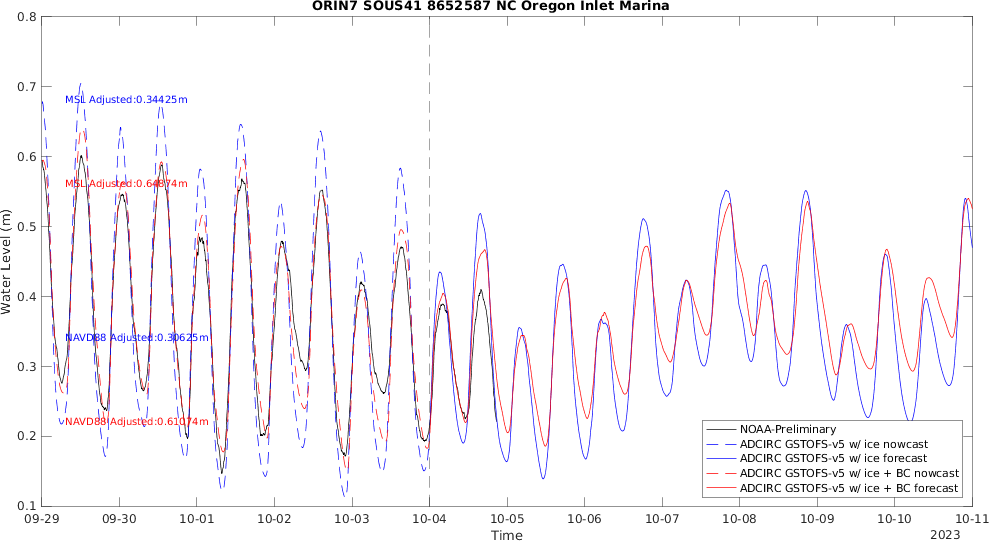 ORIN7 SOUS41 8652587 NC Oregon Inlet Marina
Water Level (m)
0.8
0.7
0.6
0.5
0.4
0.3
0.2
0.1
MSL Adjusted:0.34425m
MSL Adjusted:0.64874m
NAVD88 Adjusted:0.30625m
NAVD88 Adjusted:0.61074m
NOAA-Preliminary
ADCIRC GSTOFS-v5 w/ ice nowcast
ADCIRC GSTOFS-v5 w/ ice forecast
ADCIRC GSTOFS-v5 w/ ice + BC nowcast
ADCIRC GSTOFS-v5 w/ ice + BC forecast
09-29 09-30 10-01 10-02 10-03 10-04 10-05 10-06 10-07 10-08 10-09 10-10 10-11
Time
2023